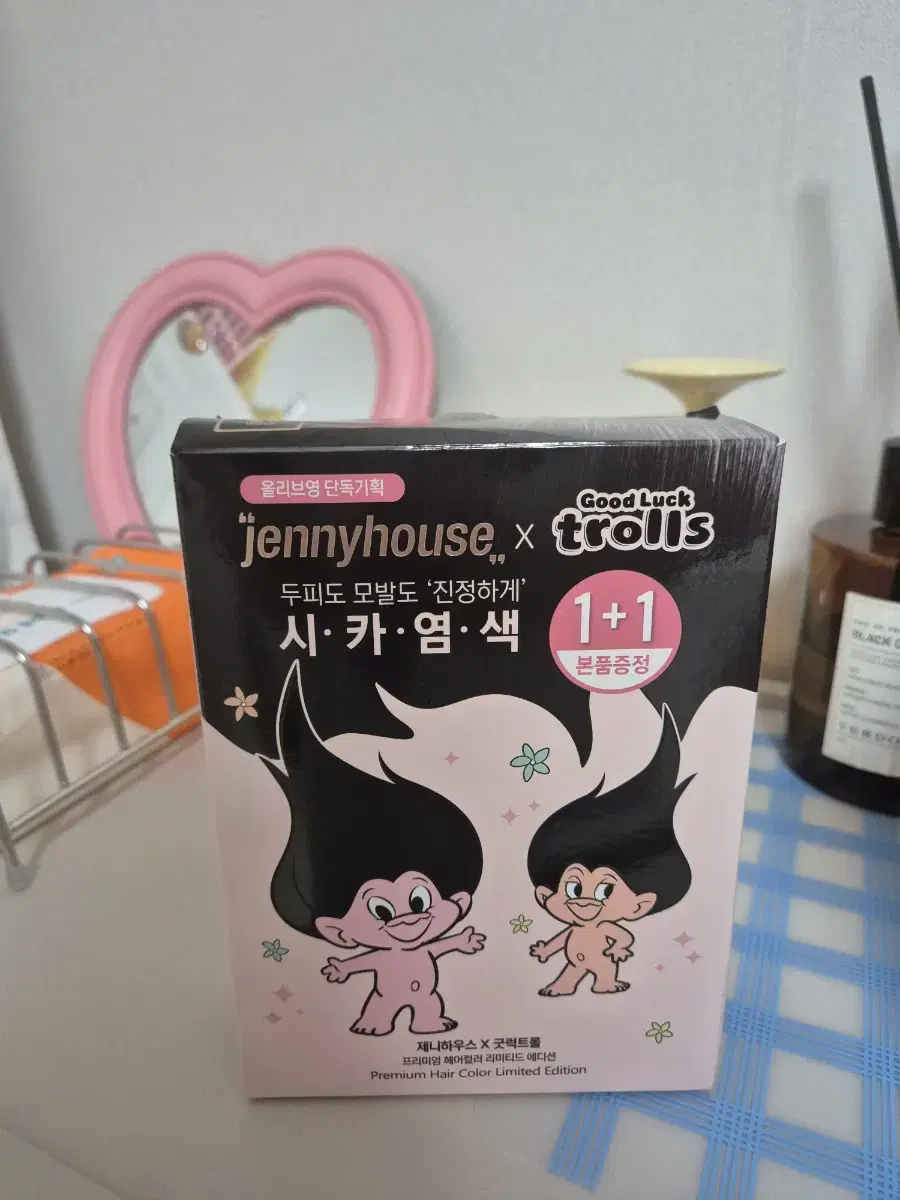 올리브영 단독기획
"jennyhouse„ X Good Luck trolls
두피도 모발도 '진정하게'
시·카·염·색
1+1
본품증정
제니하우스 X 굿럭트롤
프리미엄 헤어컬러 리미티드 에디션
Premium Hair Color Limited Edition
BLACK